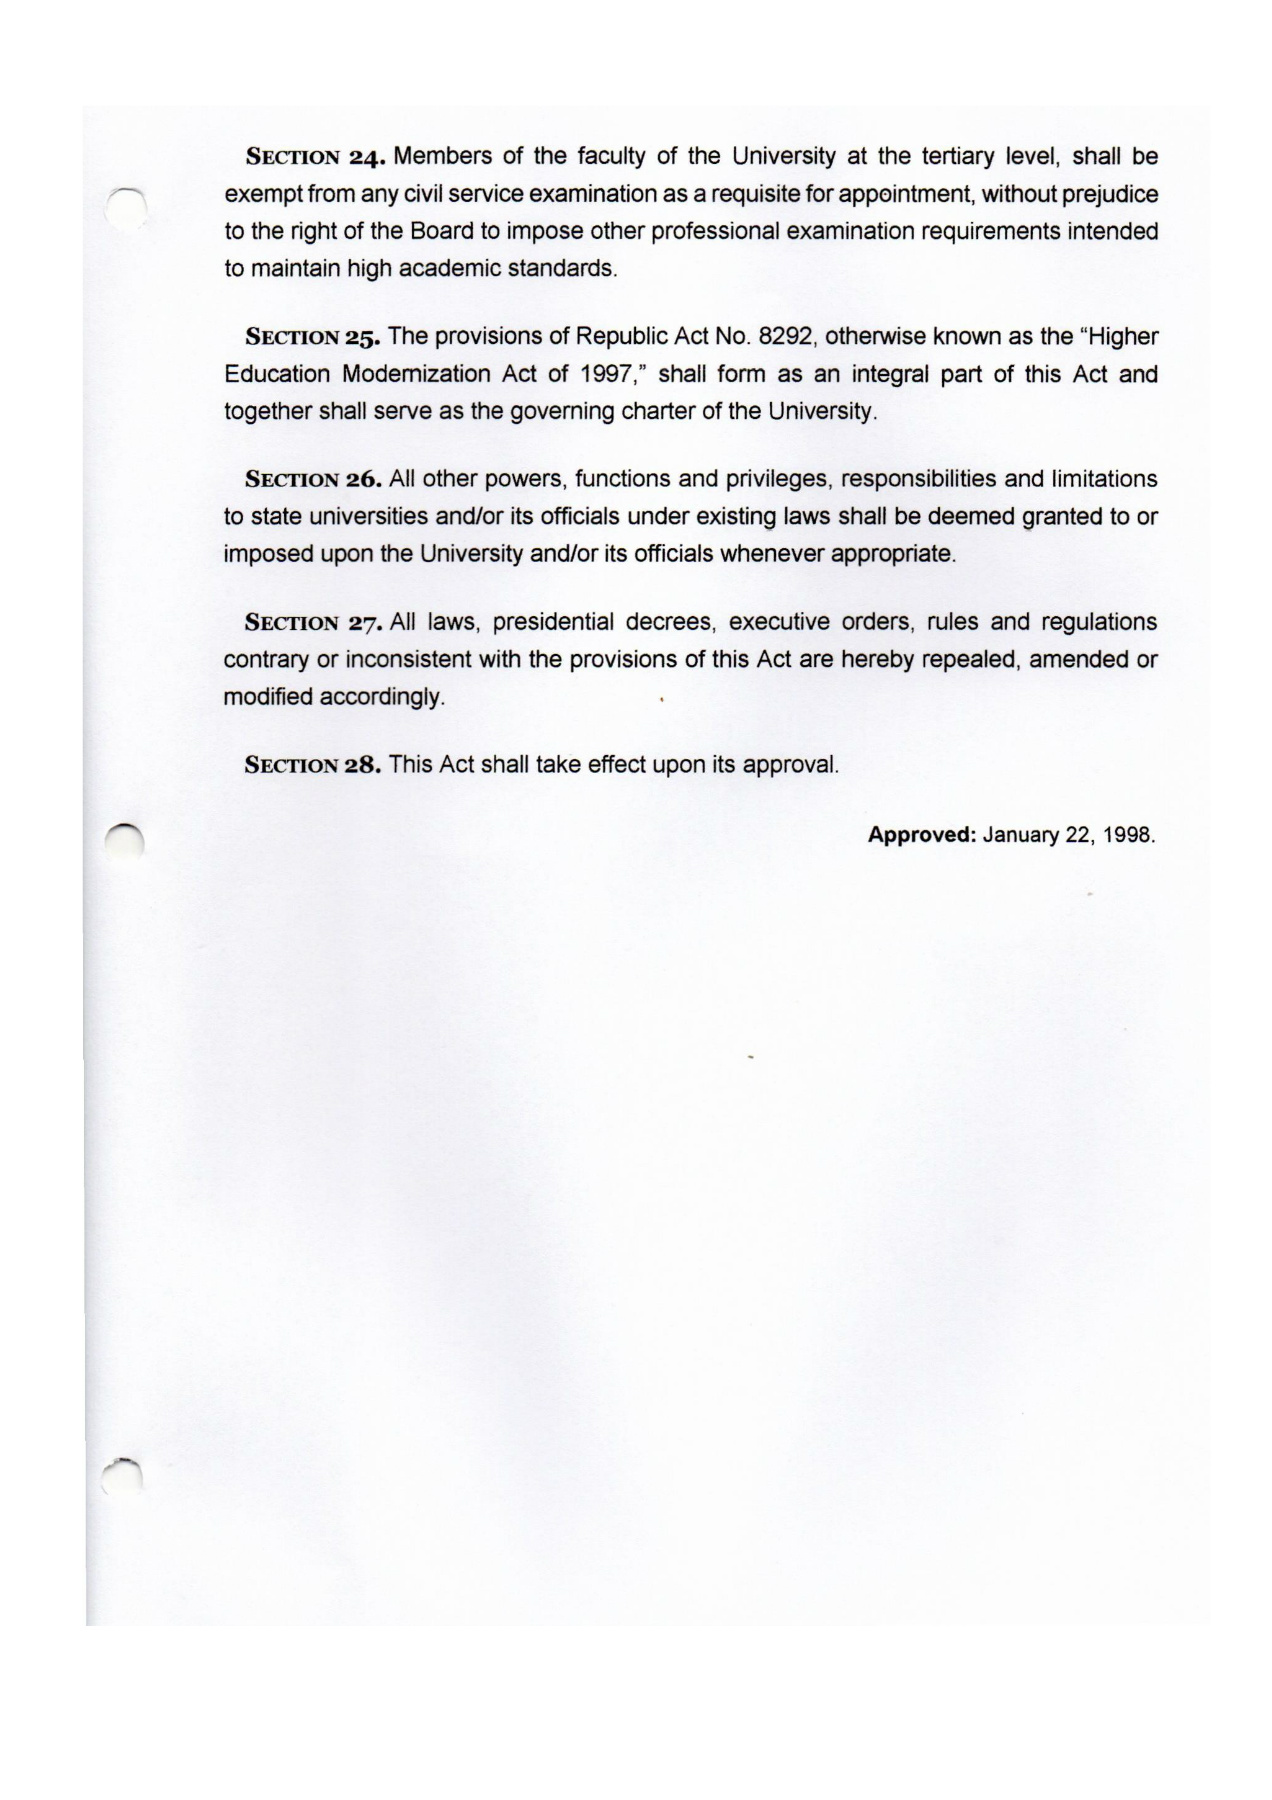 SECTION 24. Members of the faculty of the University at the tertiary level, shall be
exempt from any civil service examination as a requisite for appointment, without prejudice
to the right of the Board to impose other professional examination requirements intended
to maintain high academic standards.
SECTION 25. The provisions of Republic Act No. 8292, otherwise known as the “Higher
Education Modernization Act of 1997,” shall form as an integral part of this Act and
together shall serve as the governing charter of the University.
SECTION 26. All other powers, functions and privileges, responsibilities and limitations
to state universities and/or its officials under existing laws shall be deemed granted to or
imposed upon the University and/or its officials whenever appropriate.
SECTION 27. All laws, presidential decrees, executive orders, rules and regulations
contrary or inconsistent with the provisions of this Act are hereby repealed, amended or
modified accordingly.
SECTION 28. This Act shall take effect upon its approval.
Approved: January 22, 1998.